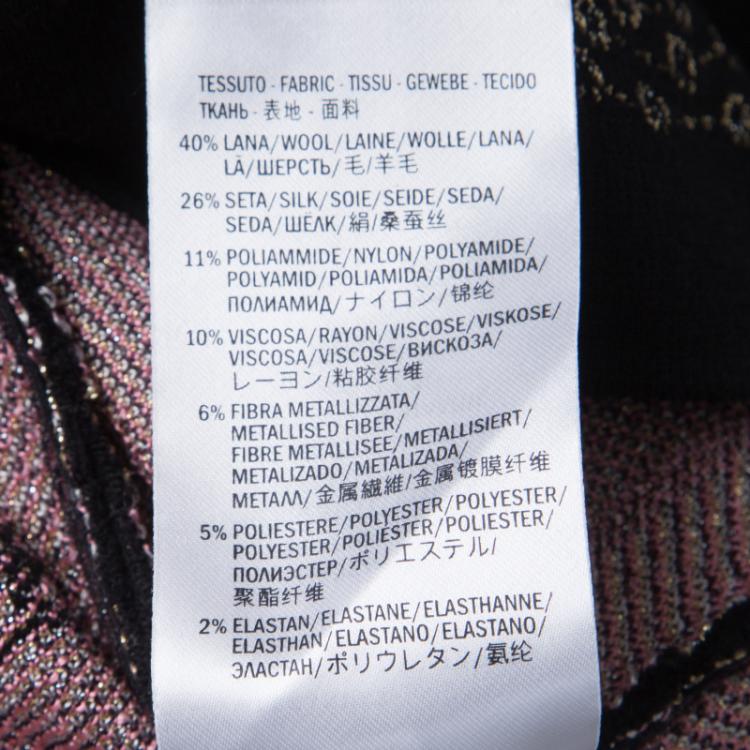 TESSUTO - FABRIC - TISSU - GEWEBE - TECIDO
ТКАНЬ - 表地 - 面料
40% LANA/WOOL/LAINE/WOLLE/LANA/
LÃ/ШЕРСТЬ/毛/羊毛
26% SETA/SILK/SOIE/SEIDE/SEDA/
SEDA/ШЁЛК/絹/桑蚕丝
11% POLIAMMIDE/NYLON/POLYAMIDE/
POLYAMID/POLIAMIDA/POLIAMIDA/
ПОЛИАМИД/ナイロン/锦纶
10% VISCOSA/RAYON/VISCOSE/VISKOSE/
VISCOSA/VISCOSE/ВИСКОЗА/
レーヨン/粘胶纤维
6% FIBRA METALLIZZATA/
METALLISED FIBER/
FIBRE METALLISEE/METALLISIERT/
METALIZADO/METALIZADA/
МЕТАЛЛ/金属繊維/金属镀膜纤维
5% POLIESTERE/POLYESTER/POLYESTER/
POLYESTER/POLIÉSTER/POLIESTER/
ПОЛИЭСТЕР/ポリエステル/
聚酯纤维
2% ELASTAN/ELASTANE/ELASTHANNE/
ELASTHAN/ELASTANO/ELASTANO/
ЭЛАСТАН/ポリウレタン/氨纶